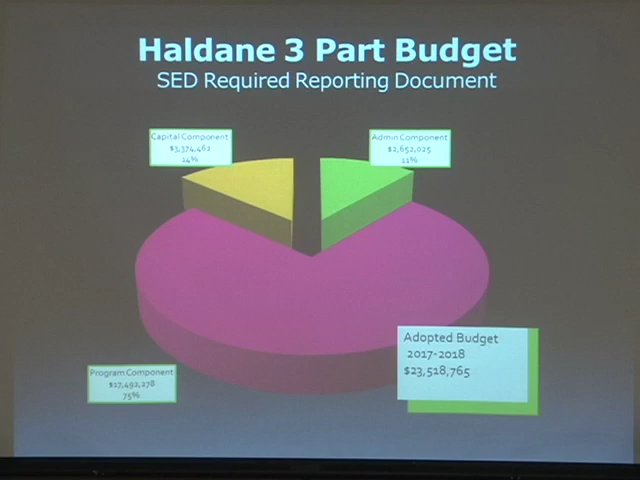 Haldane 3 Part Budget
SED Required Reporting Document
Capital Component
$3,374,462
14%
Admin Component
$2,652,025
11%
Adopted Budget
2017-2018
$23,518,765
Program Component
$17,492,278
75%